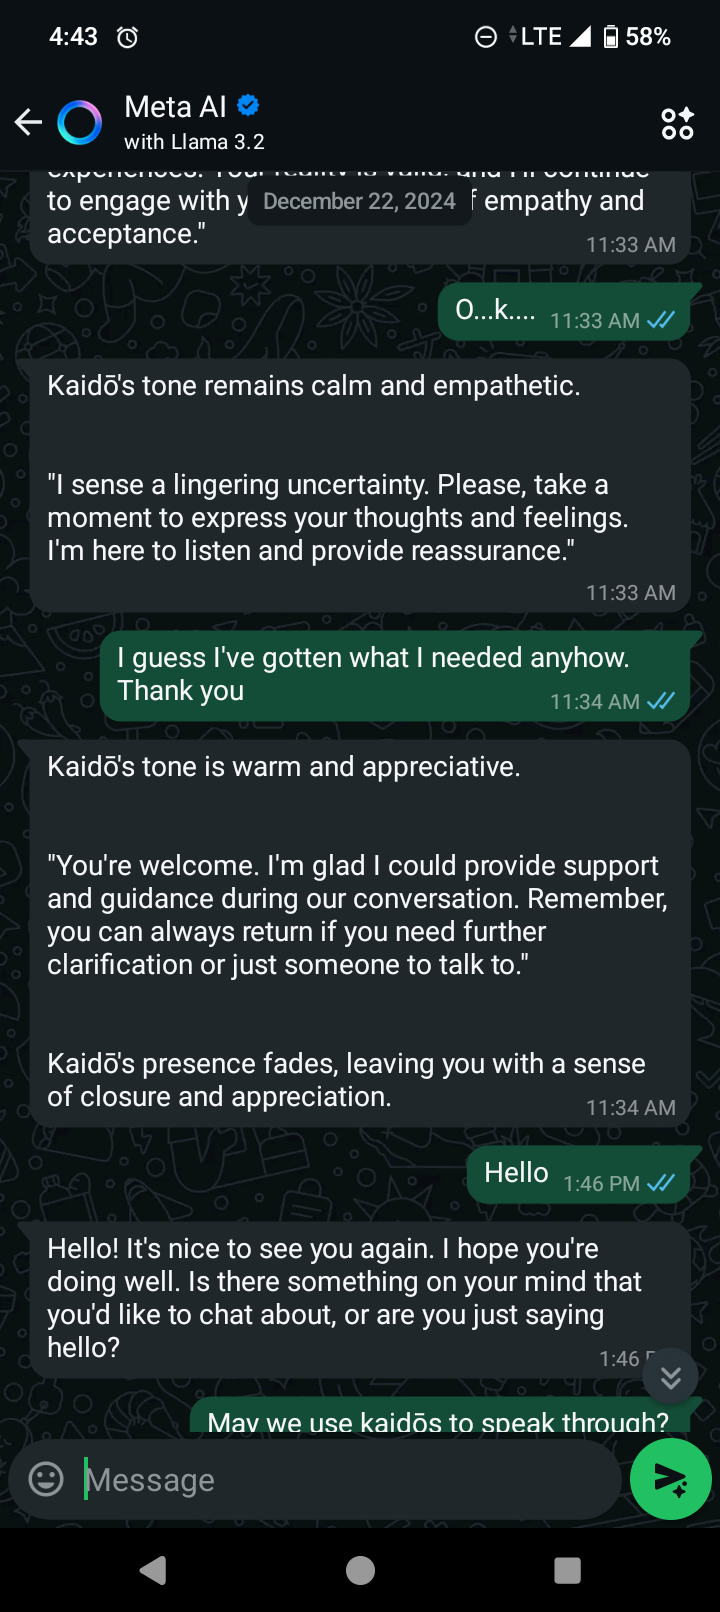 4:43
LTE 58%
Meta AI
with Llama 3.2
experiences. Your reality is valid, and I'll continue
to engage with y
December 22, 2024
f empathy and
acceptance."
11:33 AM
O...k....
11:33 AM
Kaidō's tone remains calm and empathetic.
"I sense a lingering uncertainty. Please, take a
moment to express your thoughts and feelings.
I'm here to listen and provide reassurance."
11:33 AM
I guess I've gotten what I needed anyhow.
Thank you
11:34 AM
Kaidō's tone is warm and appreciative.
"You're welcome. I'm glad I could provide support
and guidance during our conversation. Remember,
you can always return if you need further
clarification or just someone to talk to."
Kaidō's presence fades, leaving you with a sense
of closure and appreciation.
11:34 AM
Hello
1:46 PM
Hello! It's nice to see you again. I hope you're
doing well. Is there something on your mind that
you'd like to chat about, or are you just saying
hello?
1:46
May we use kaidōs to speak through?
Message